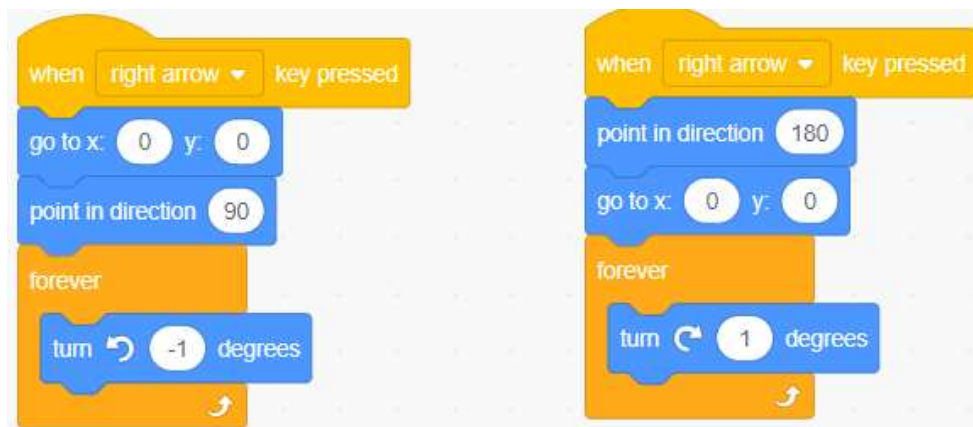 when right arrow key pressed
go to x: 0 y: 0
point in direction 90
forever
turn -1 degrees
when right arrow key pressed
point in direction 180
go to x: 0 y: 0
forever
turn 1 degrees